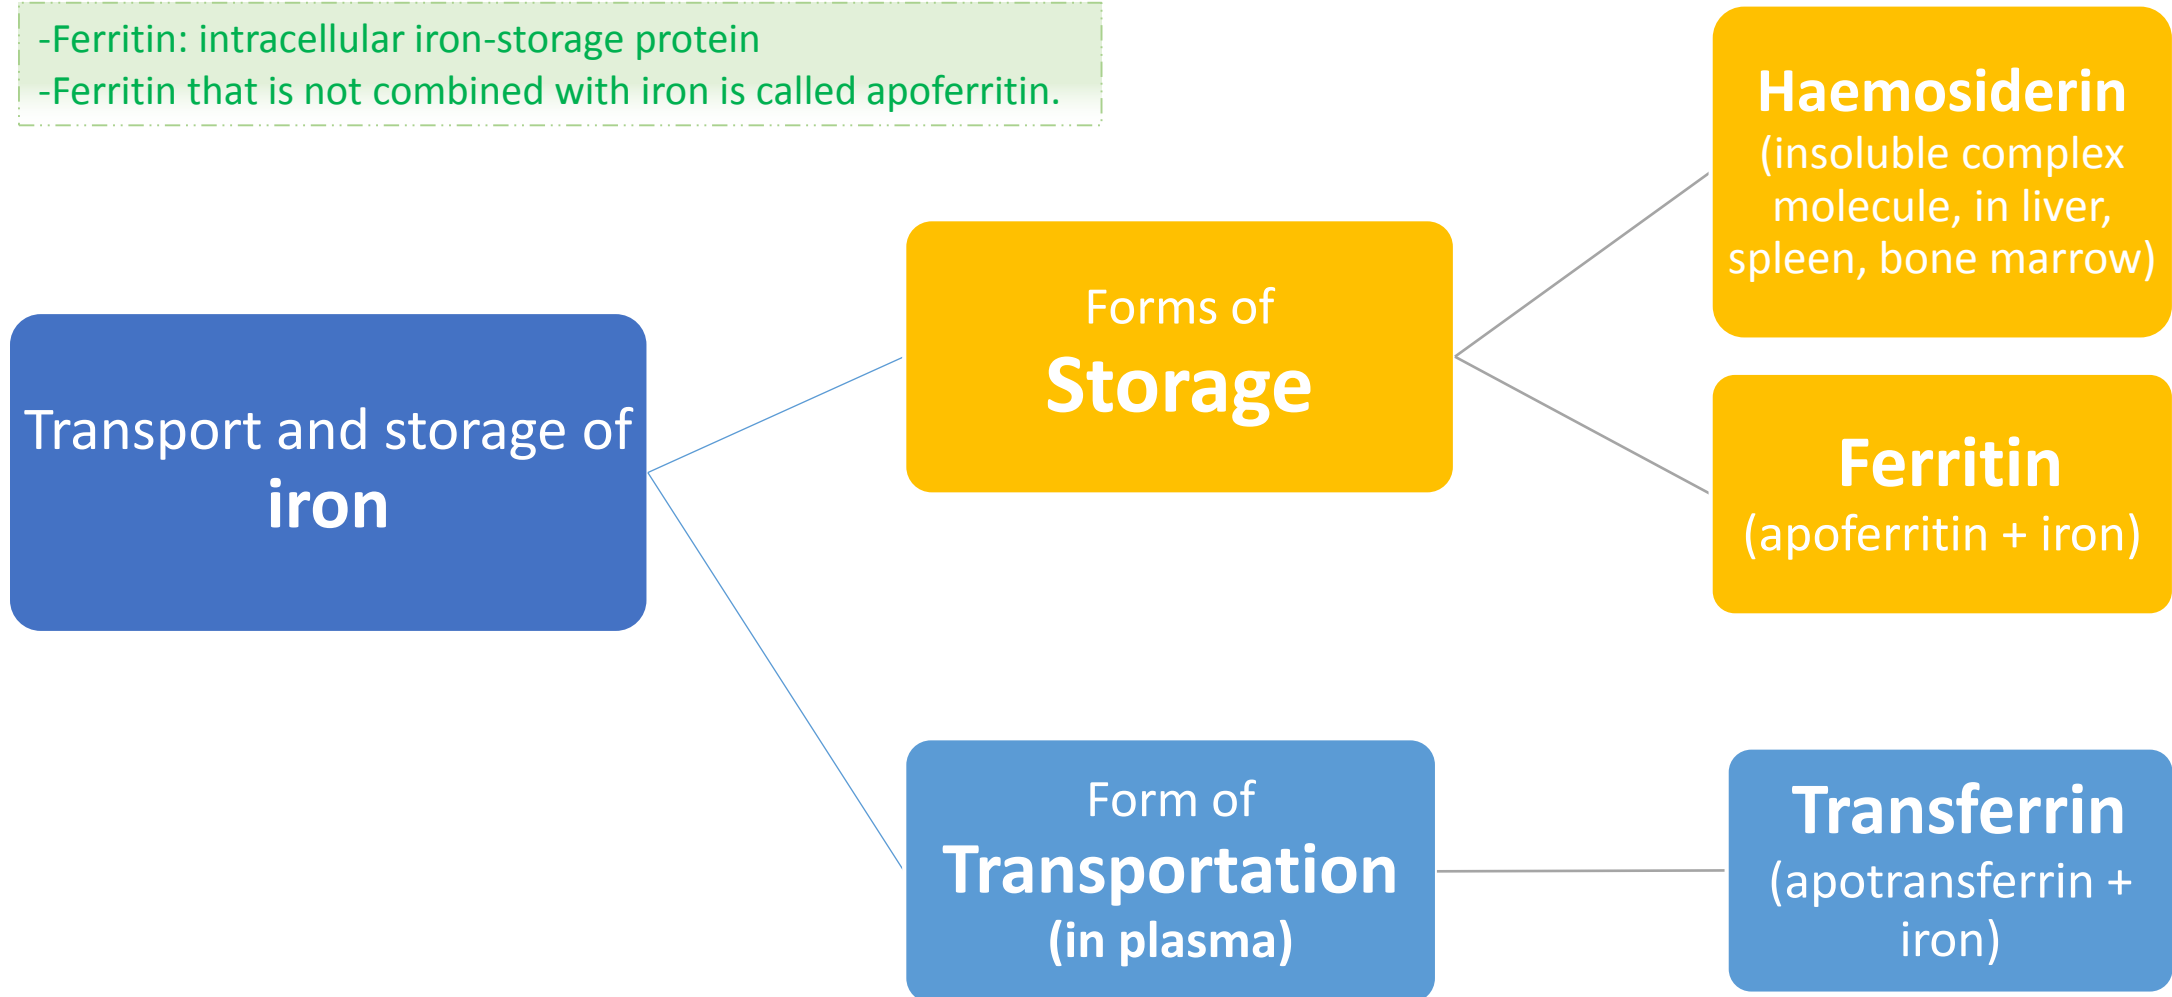 -Ferritin: intracellular iron-storage protein
-Ferritin that is not combined with iron is called apoferritin.
Transport and storage of
iron
Forms of
Storage
Haemosiderin
(insoluble complex
molecule, in liver,
spleen, bone marrow)
Ferritin
(apoferritin + iron)
Form of
Transportation
(in plasma)
Transferrin
(apotransferrin +
iron)